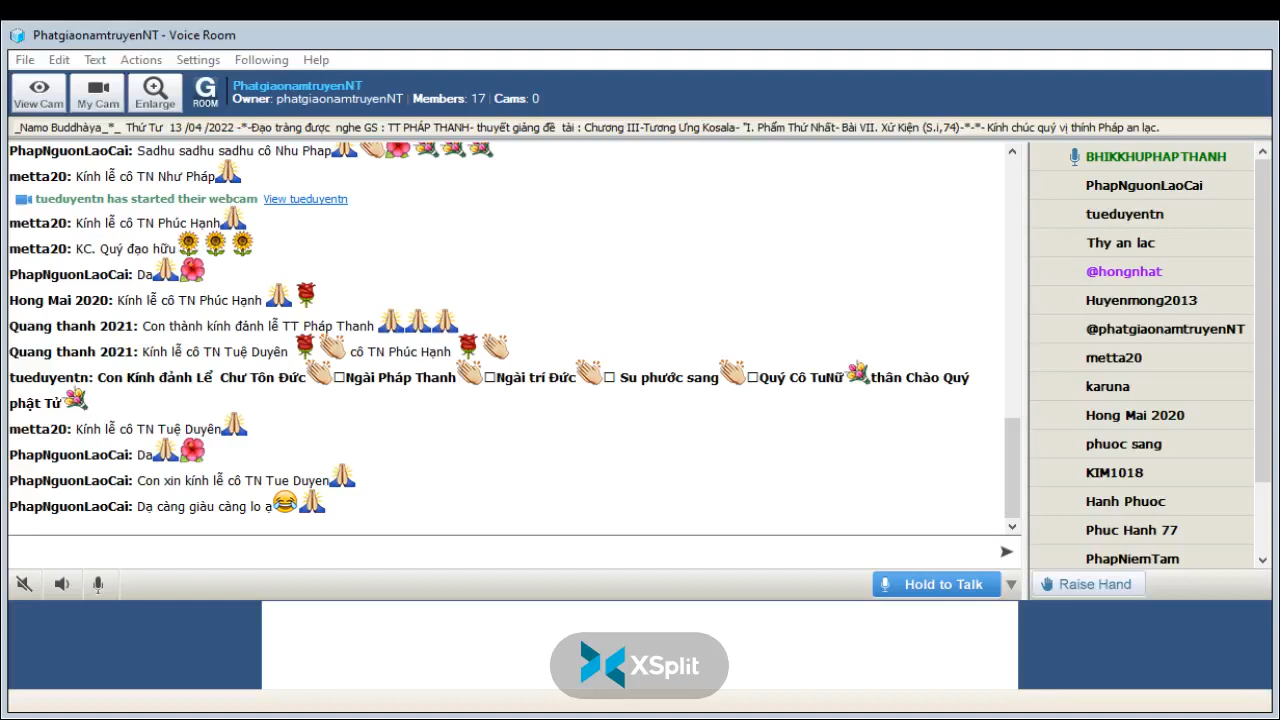 PhatgiaonamtruyenNT - Voice Room
File Edit Text Actions Settings Following Help
View Cam My Cam Enlarge G ROOM
PhatgiaonamtruyenNT
Owner: phatgiaonamtruyenNT | Members: 17 | Cams: 0
_Namo Buddhàya_*_ Thứ Tư 13 /04 /2022 -*-Đạo tràng được nghe GS : TT PHÁP THANH- thuyết giảng đề tài : Chương III-Tương Ưng Kosala- "I. Phẩm Thứ Nhất- Bài VII. Xử Kiện (S.i,74)-*-*- Kính chúc quý vị thính Pháp an lạc.
PhapNguonLaoCai: Sadhu sadhu sadhu cô Nhu Phap
metta20: Kính lễ cô TN Như Pháp
tueduyentn has started their webcam View tueduyentn
metta20: Kính lễ cô TN Phúc Hạnh
metta20: KC. Quý đạo hữu
PhapNguonLaoCai: Da
Hong Mai 2020: Kính lễ cô TN Phúc Hạnh
Quang thanh 2021: Con thành kính đảnh lễ TT Pháp Thanh
Quang thanh 2021: Kính lễ cô TN Tuệ Duyên cô TN Phúc Hạnh
tueduyentn: Con Kính đảnh Lể Chư Tôn Đức Ngài Pháp Thanh Ngài trí Đức Su phước sang Quý Cô TuNữ thân Chào Quý
phật Tử
metta20: Kính lễ cô TN Tuệ Duyên
PhapNguonLaoCai: Da
PhapNguonLaoCai: Con xin kính lễ cô TN Tue Duyen
PhapNguonLaoCai: Dạ càng giàu càng lo ạ
BHIKKHUPHAPTHANH
PhapNguonLaoCai
tueduyentn
Thy an lac
@hongnhat
Huyenmong2013
@phatgiaonamtruyenNT
metta20
karuna
Hong Mai 2020
phuoc sang
KIM1018
Hanh Phuoc
Phuc Hanh 77
PhapNiemTam
Hold to Talk
Raise Hand
XSplit